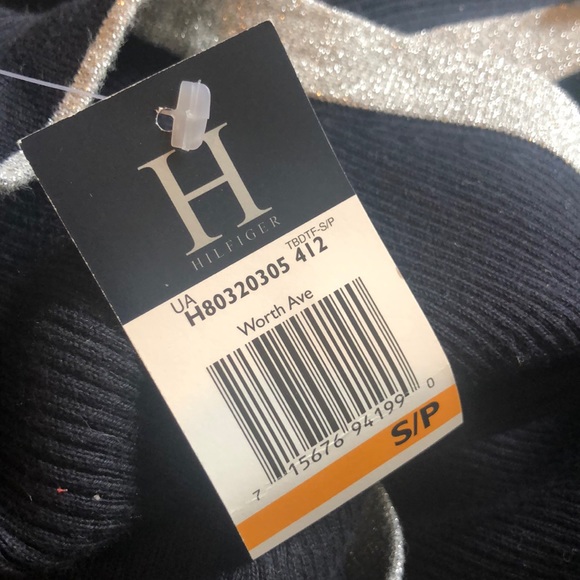 H
HILFIGER
TBDTF-S/P
UA
H80320305 412
Worth Ave
7 15676 94199 0
S/P